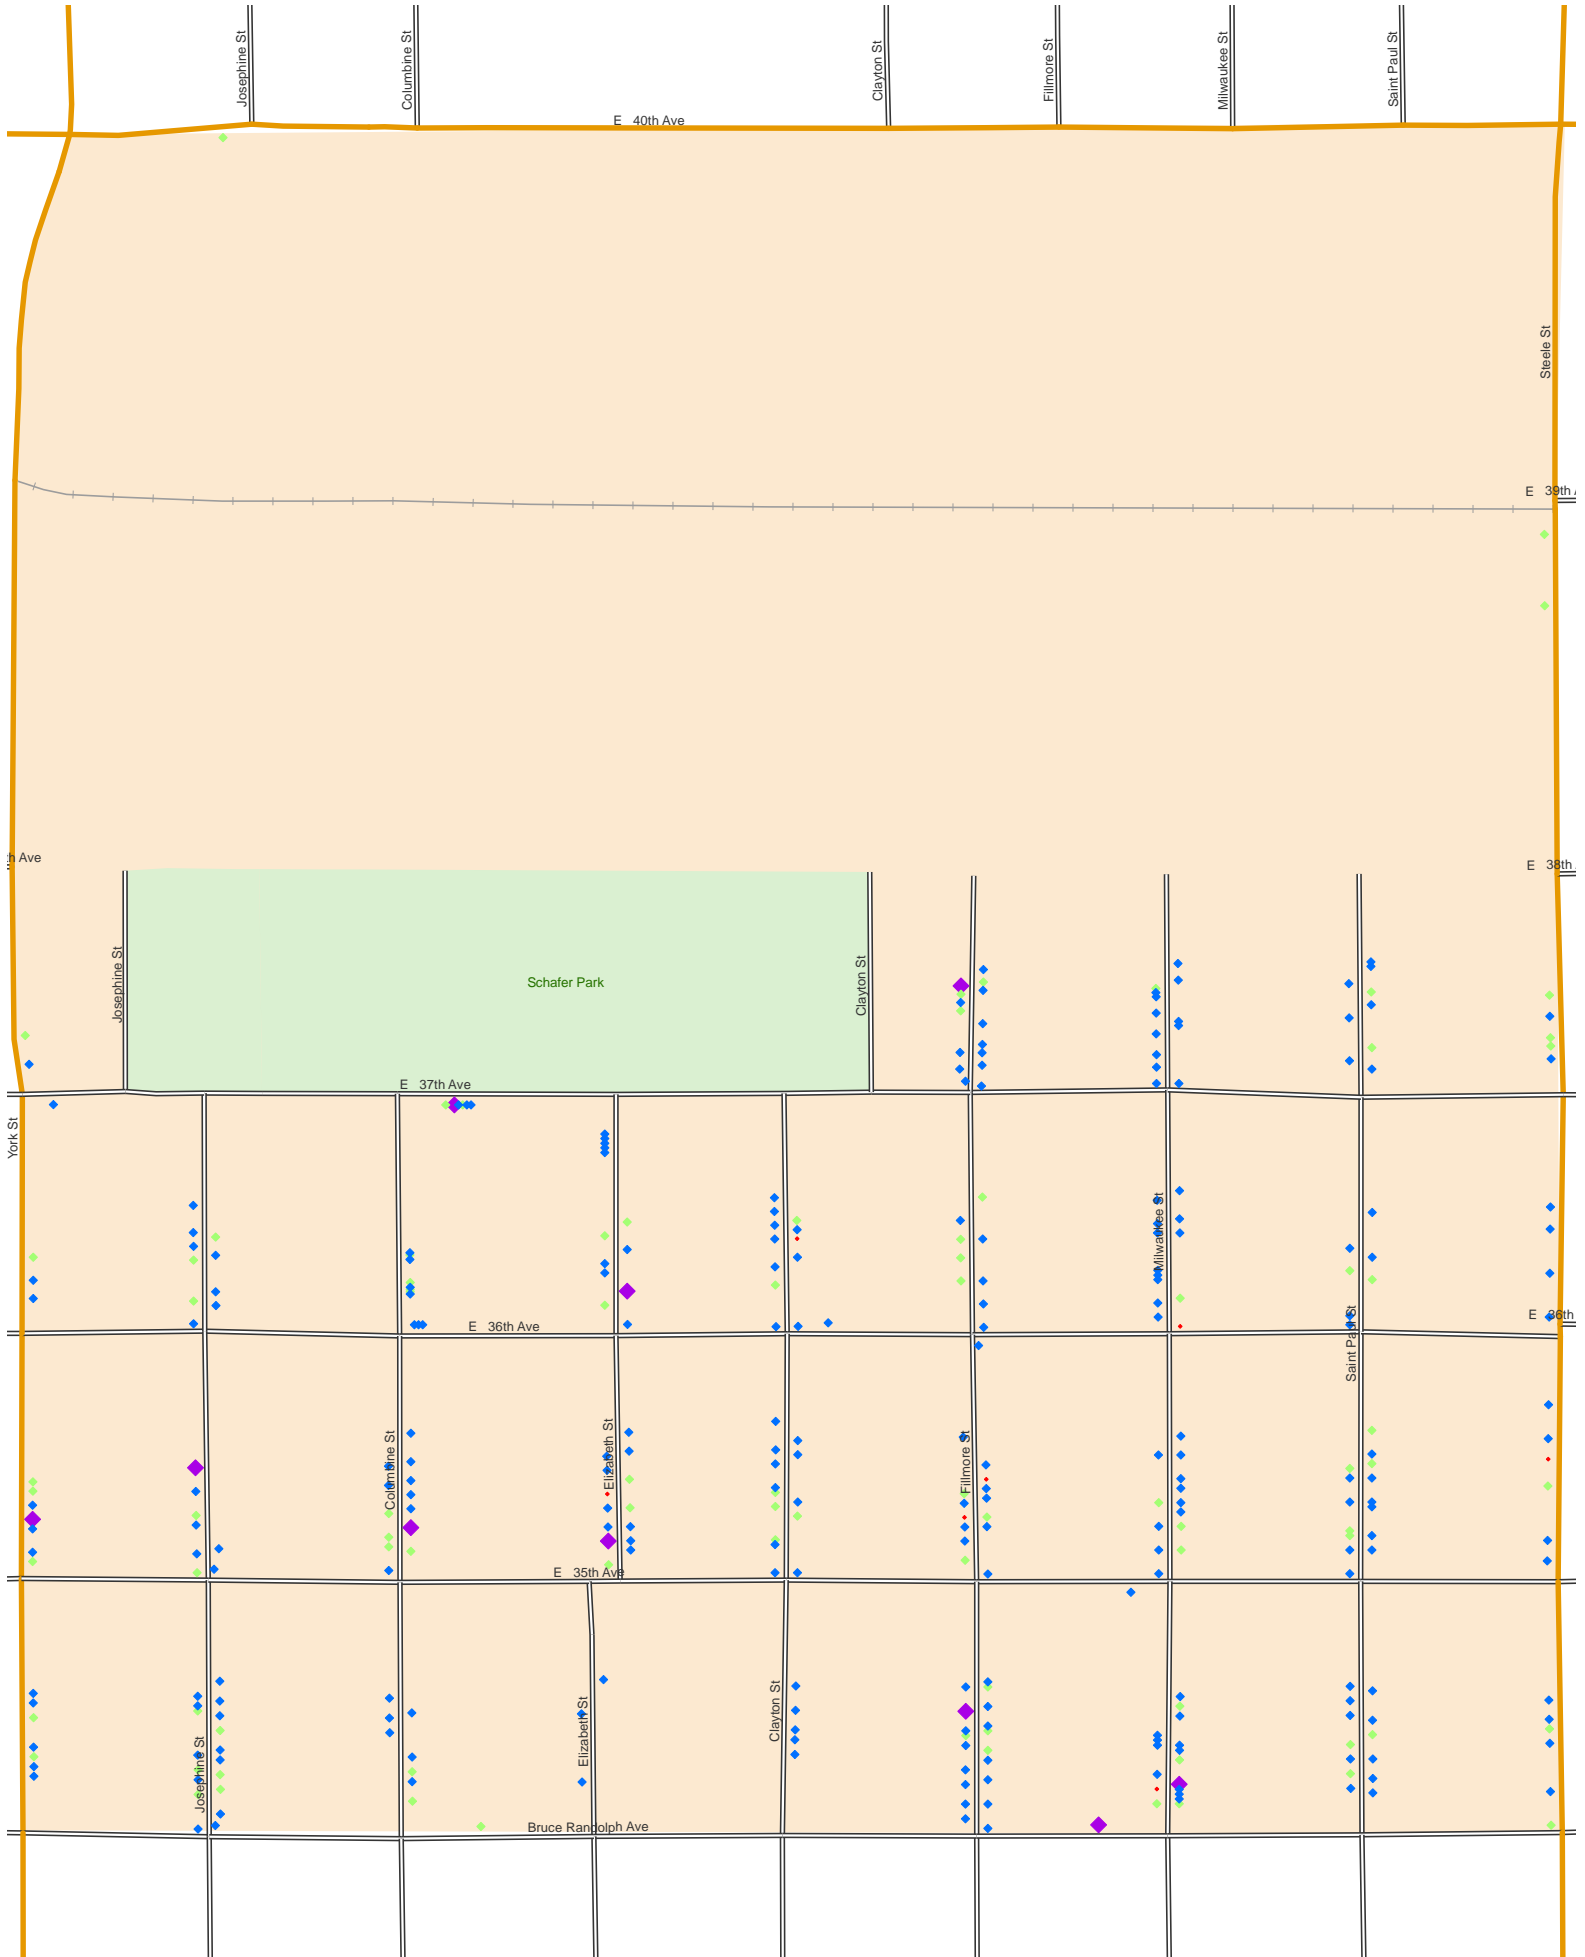 Josephine St
Columbine St
Clayton St
Fillmore St
Milwaukee St
Saint Paul St
E 40th Ave
Steele St
E 39th
h Ave
E 38th
Josephine St
Schafer Park
Clayton St
E 37th Ave
York St
Milwaukee St
E 36th Ave
E 36th
Saint Paul St
Columbine St
Elizabeth St
Fillmore St
E 35th Ave
Josephine St
Elizabeth St
Clayton St
Bruce Randolph Ave